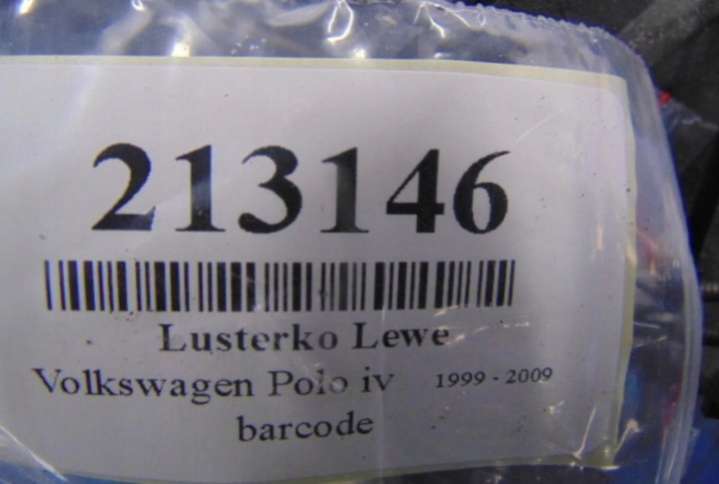 213146
Lusterko Lewe
Volkswagen Polo iv 1999 - 2009
barcode